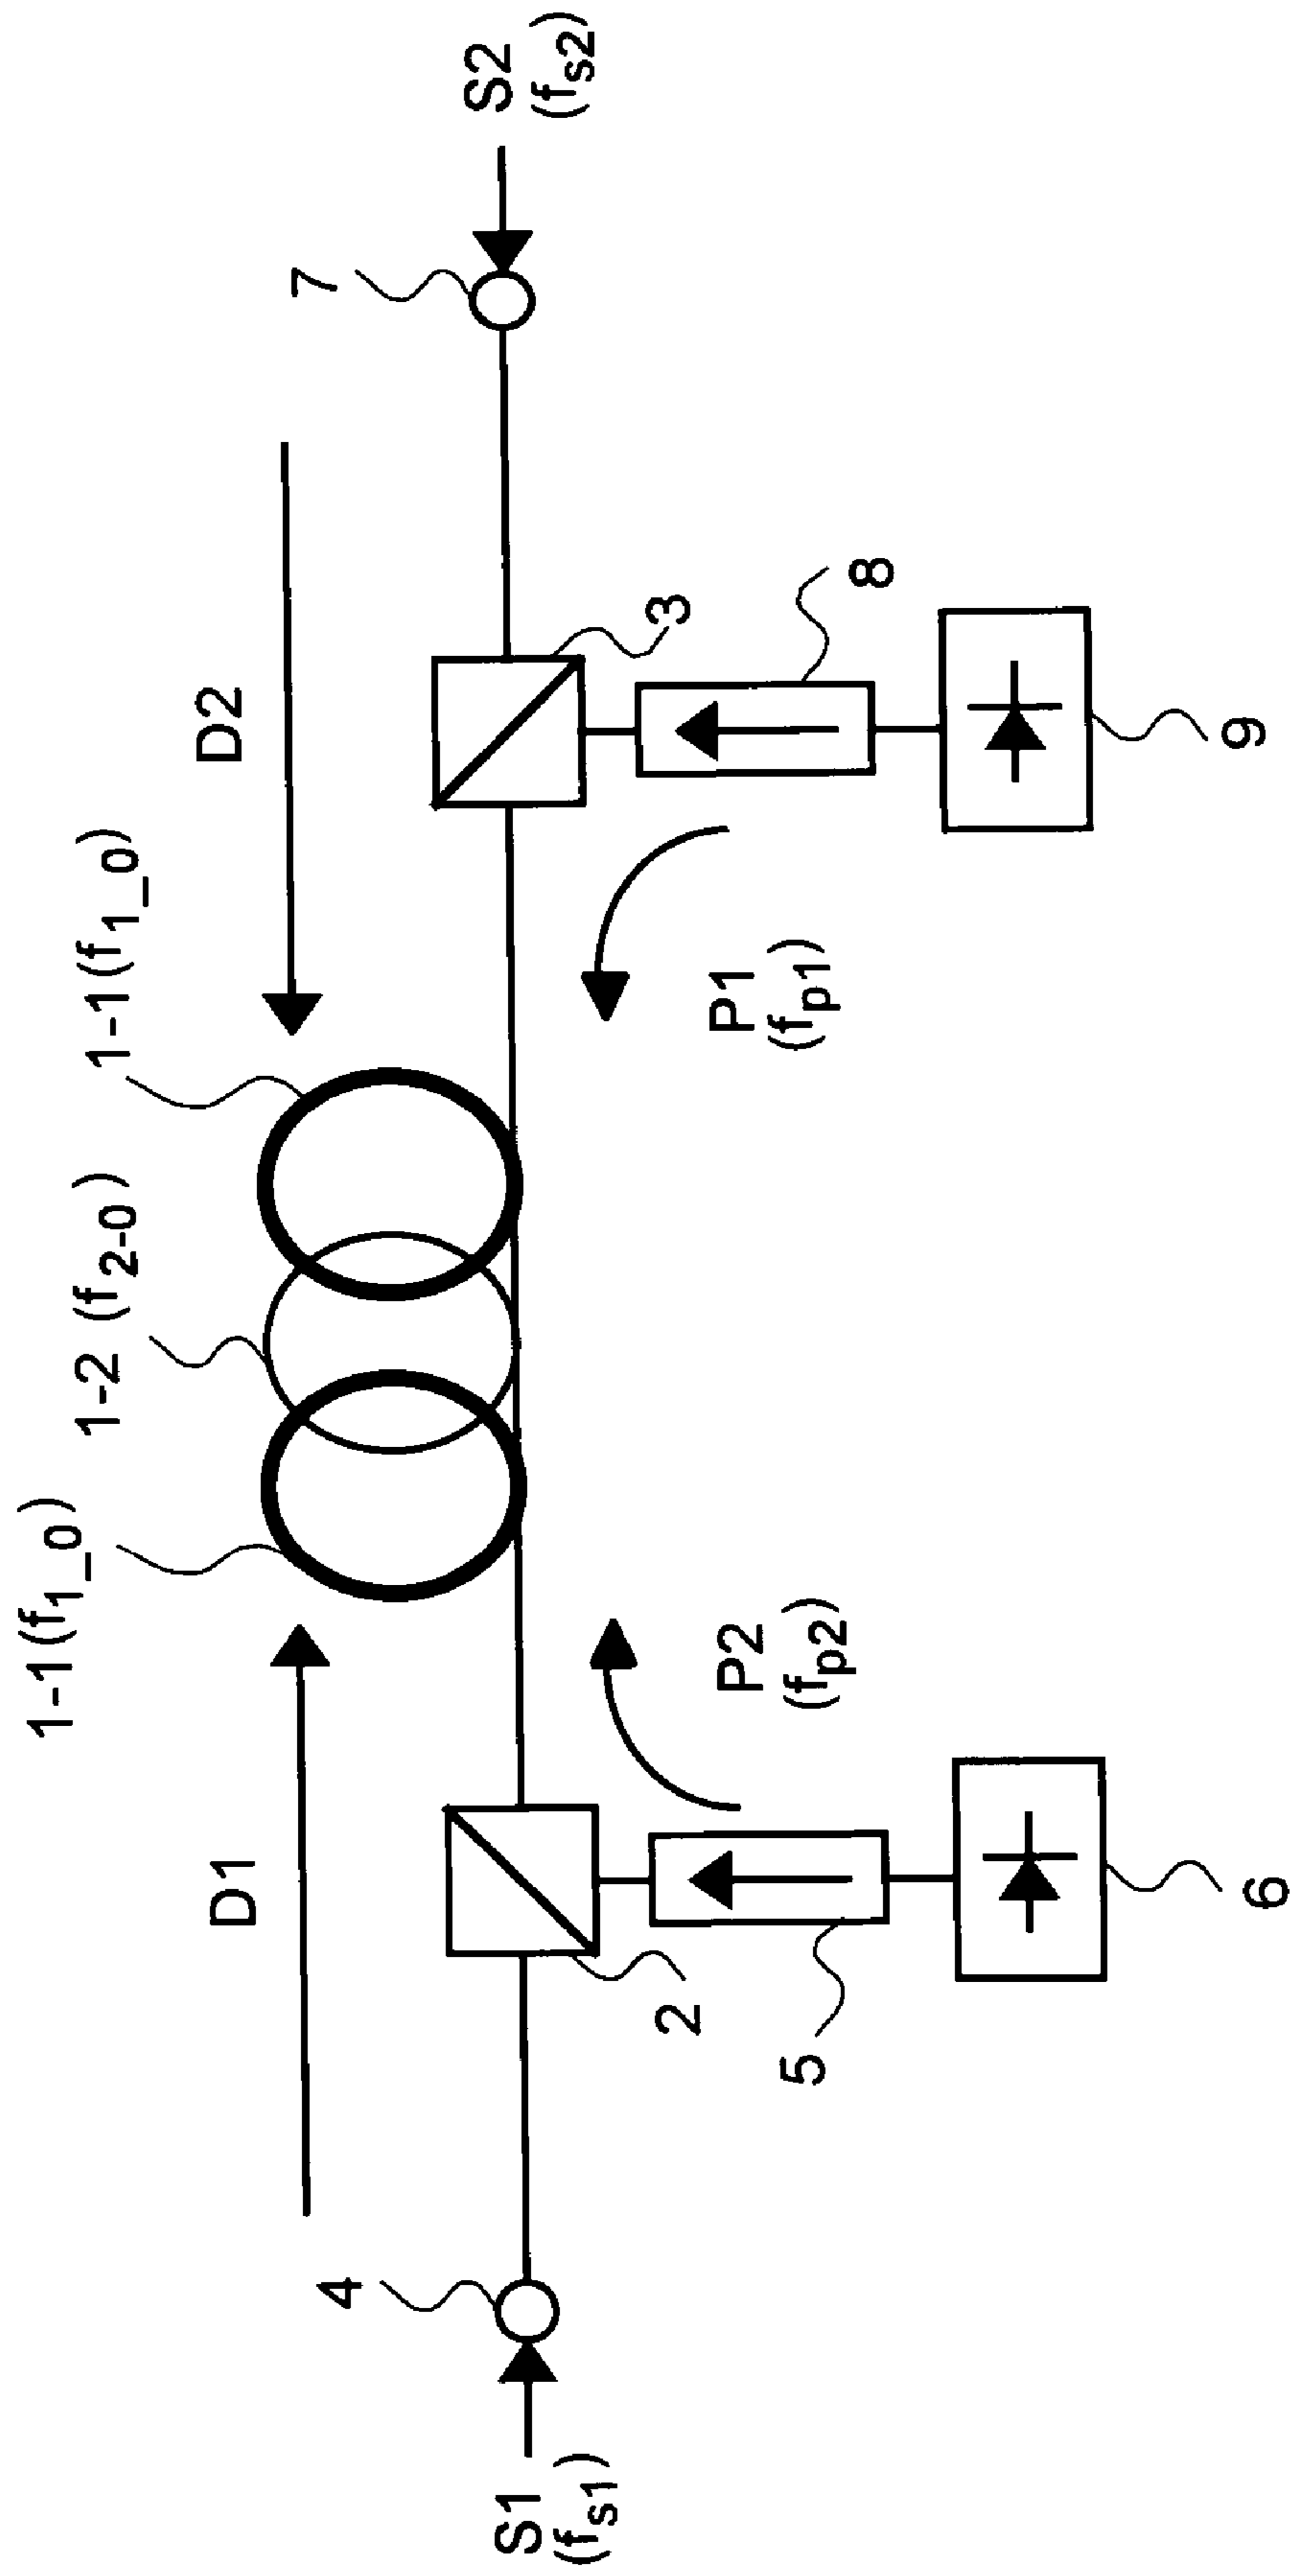 1-1(f1_0)
1-2 (f2-0)
1-1(f1_0)
D1
D2
4
7
S1
(fs1)
S2
(fs2)
2
3
P2
(fp2)
P1
(fp1)
5
8
6
9